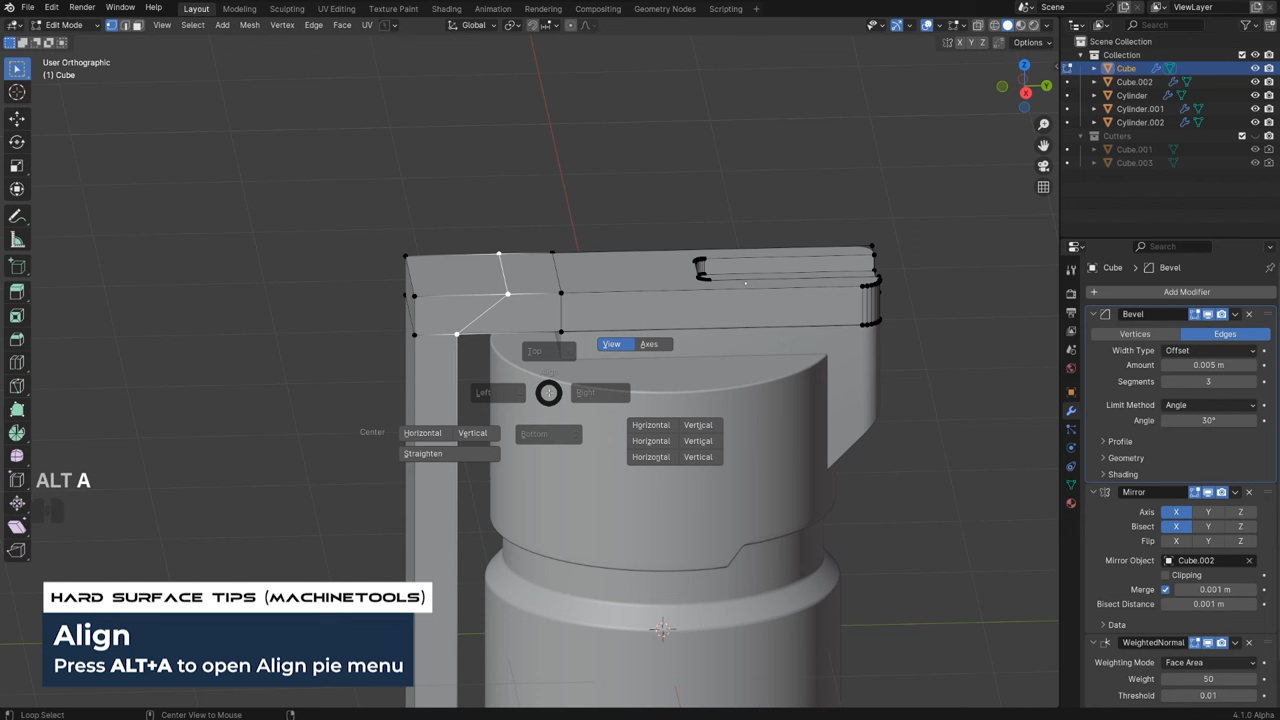 File Edit Render Window Help
Layout Modeling Sculpting UV Editing Texture Paint Shading Animation Rendering Compositing Geometry Nodes Scripting
Scene
ViewLayer
Edit Mode
View Select Add Mesh Vertex Edge Face UV
Global
X Y Z
Options
User Orthographic
(1) Cube
Z
Y
X
Top
View Axes
Left
Right
Align
Center
Horizontal Vertical
Straighten
Bottom
Horizontal Vertical
Horizontal Vertical
Horizontal Vertical
ALT A
HARD SURFACE TIPS (MACHINETOOLS)
Align
Press ALT+A to open Align pie menu
Search
Scene Collection
Collection
Cube
Cube.002
Cylinder
Cylinder.001
Cylinder.002
Cutters
Cube.001
Cube.003
Search
Cube
Bevel
Add Modifier
Bevel
Vertices Edges
Width Type Offset
Amount 0.005 m
Segments 3
Limit Method Angle
Angle 30°
Profile
Geometry
Shading
Mirror
Axis X Y Z
Bisect X Y Z
Flip X Y Z
Mirror Object Cube.002
Clipping
Merge 0.001 m
Bisect Distance 0.001 m
Data
WeightedNormal
Weighting Mode Face Area
Weight 50
Threshold 0.01
Loop Select
Center View to Mouse
4.1.0 Alpha